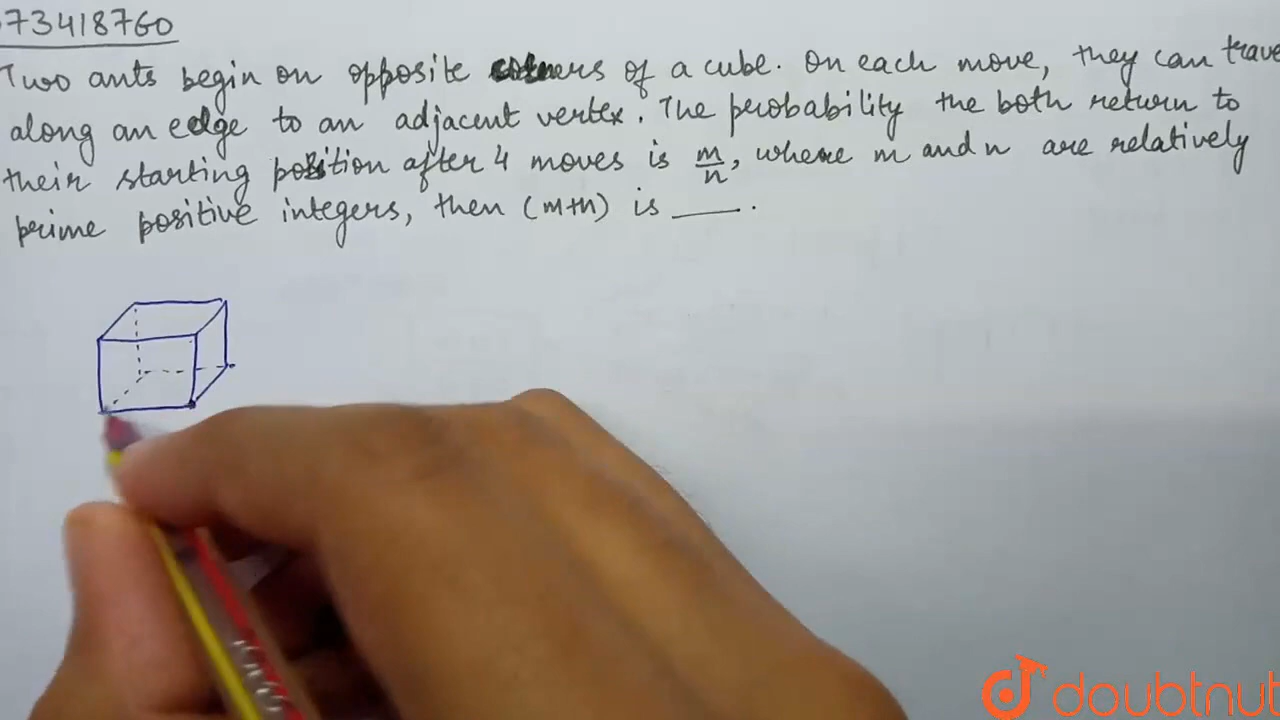 73418760
Two ants begin on opposite corners of a cube. On each move, they can trave
along an edge to an adjacent vertex. The probability the both return to
their starting position after 4 moves is m/n, where m and n are relatively
prime positive integers, then (m+n) is ___.
doubtnut